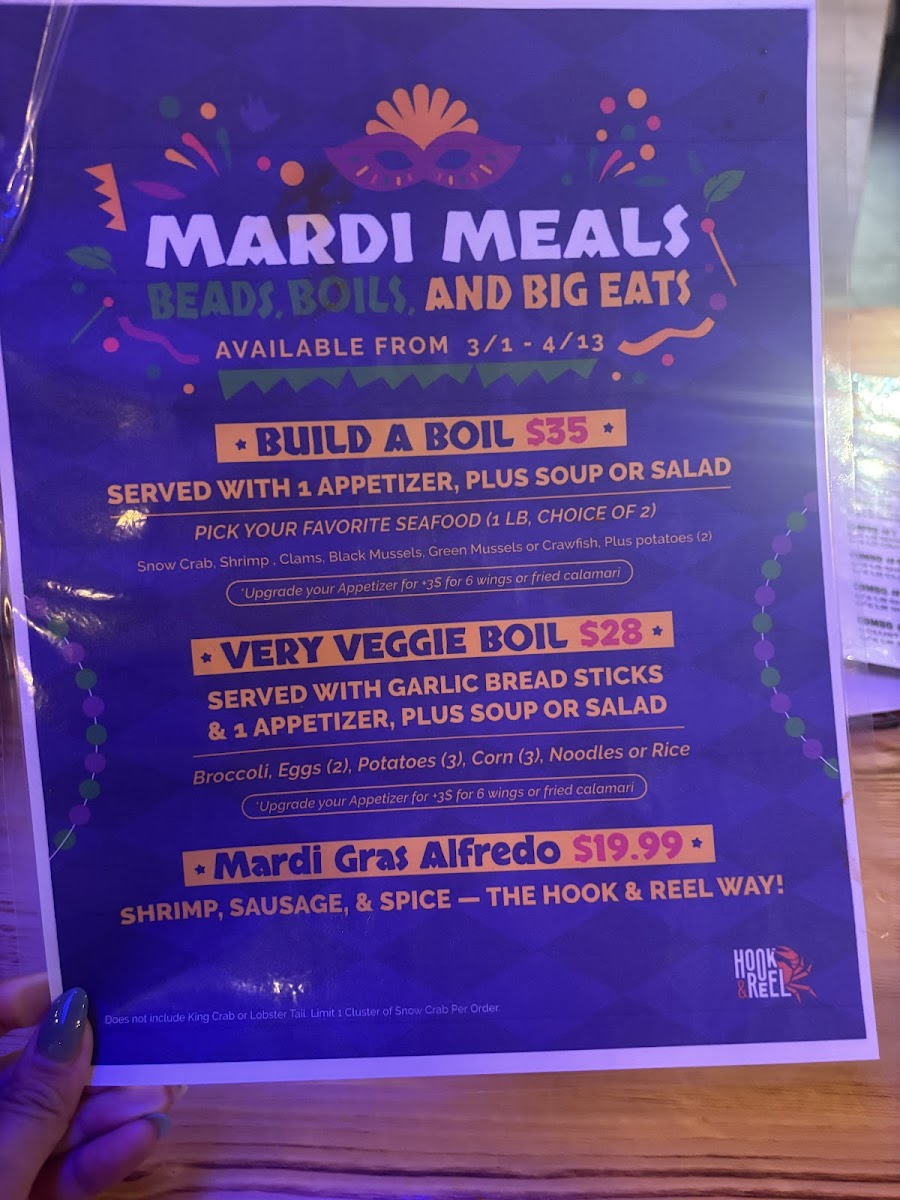 MARDI MEALS
BEADS, BOILS, AND BIG EATS
AVAILABLE FROM 3/1 - 4/13
BUILD A BOIL $35
SERVED WITH 1 APPETIZER, PLUS SOUP OR SALAD
PICK YOUR FAVORITE SEAFOOD (1 LB, CHOICE OF 2)
Snow Crab, Shrimp , Clams, Black Mussels, Green Mussels or Crawfish, Plus potatoes (2)
*Upgrade your Appetizer for +3$ for 6 wings or fried calamari
VERY VEGGIE BOIL $28
SERVED WITH GARLIC BREAD STICKS
& 1 APPETIZER, PLUS SOUP OR SALAD
Broccoli, Eggs (2), Potatoes (3), Corn (3), Noodles or Rice
*Upgrade your Appetizer for +3$ for 6 wings or fried calamari
Mardi Gras Alfredo $19.99
SHRIMP, SAUSAGE, & SPICE — THE HOOK & REEL WAY!
HOOK
& REEL
Does not include King Crab or Lobster Tail. Limit 1 Cluster of Snow Crab Per Order.